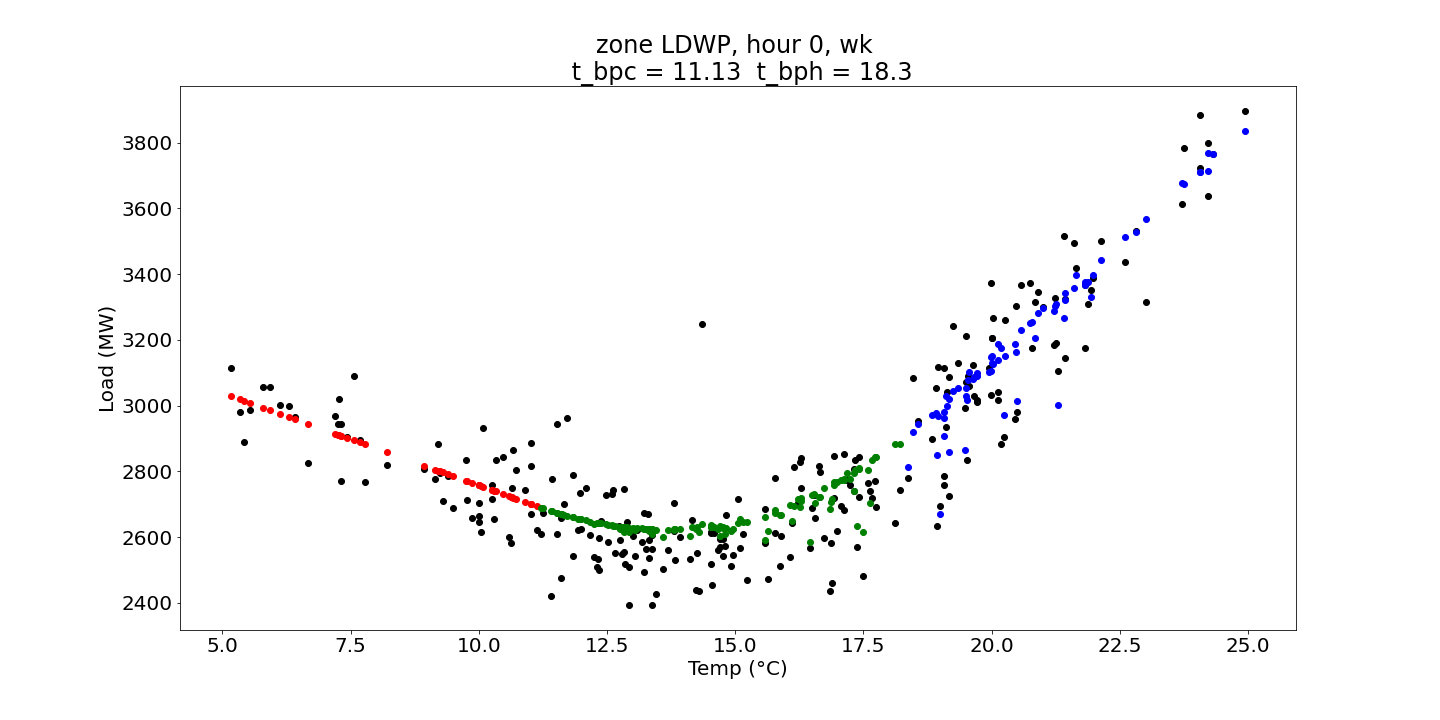 zone LDWP, hour 0, wk
t_bpc = 11.13  t_bph = 18.3
3800
3600
3400
3200
3000
2800
2600
2400
Load (MW)
5.0 7.5 10.0 12.5 15.0 17.5 20.0 22.5 25.0
Temp (°C)